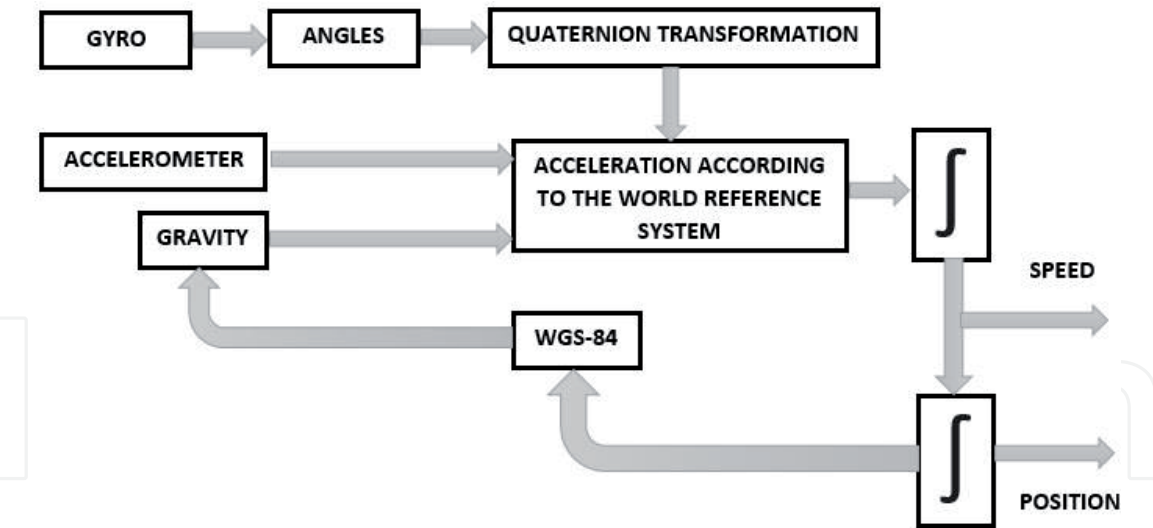 GYRO
ANGLES
QUATERNION TRANSFORMATION
ACCELEROMETER
ACCELERATION ACCORDING
TO THE WORLD REFERENCE
SYSTEM
∫
GRAVITY
SPEED
WGS-84
∫
POSITION